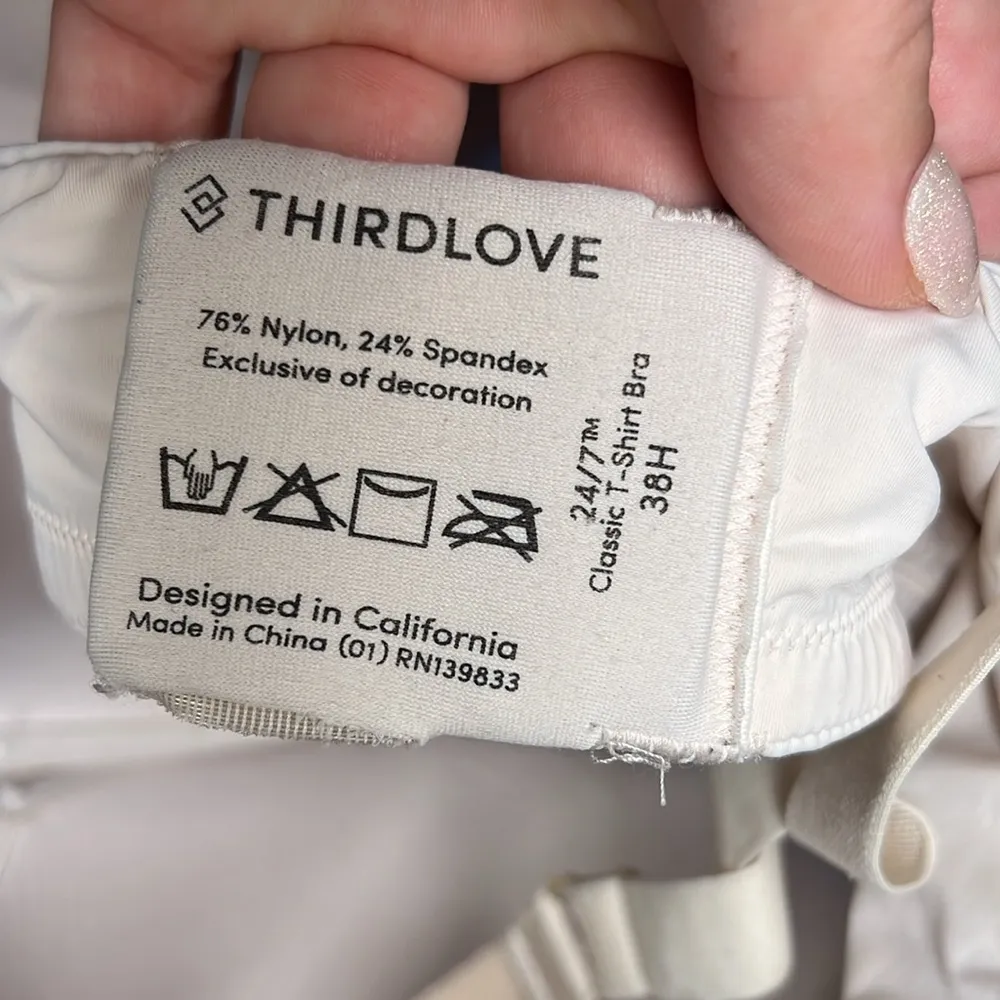 THIRDLOVE
76% Nylon, 24% Spandex
Exclusive of decoration
Designed in California
Made in China (01) RN139833
24/7™
Classic T-Shirt Bra
38H